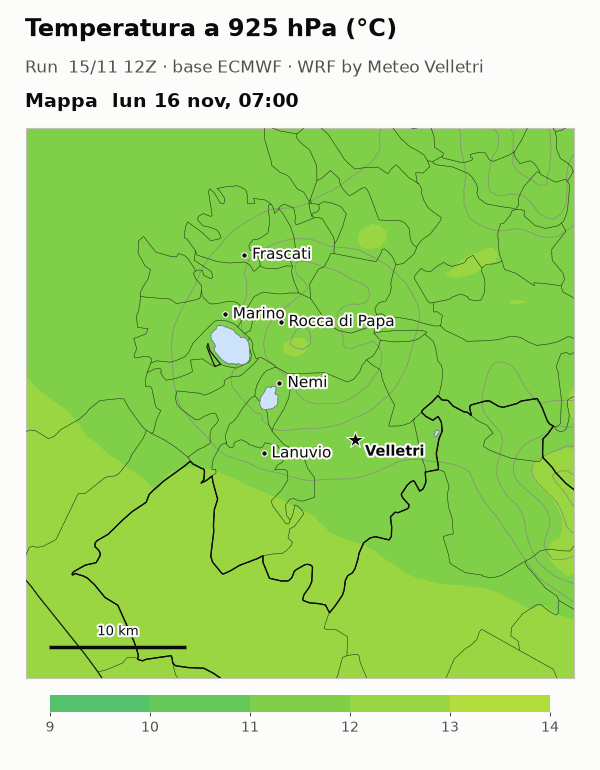 Temperatura a 925 hPa (°C)
Run  15/11 12Z · base ECMWF · WRF by Meteo Velletri
Mappa  lun 16 nov, 07:00
Frascati
Marino
Rocca di Papa
Nemi
Velletri
Lanuvio
10 km
9 10 11 12 13 14